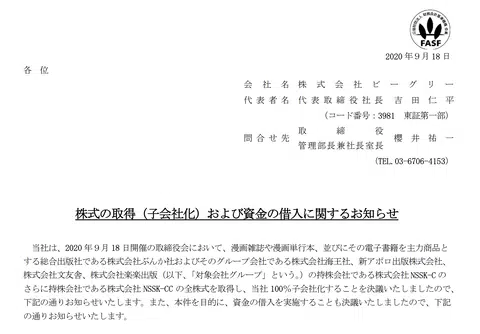 FASF
2020 年９月 18 日
各 位
会 社 名 株 式 会 社 ビ ー グ リ ー
代 表 者 名 代 表 取 締 役 社 長 吉 田 仁 平
（コード番号：3981 東証第一部）
問 合 せ 先 取 締 役 管理部長兼社長室長 櫻 井 祐 一
（TEL. 03-6706-4153）
株式の取得（子会社化）および資金の借入に関するお知らせ
当社は、2020 年９月 18 日開催の取締役会において、漫画雑誌や漫画単行本、並びにその電子書籍を主力商品と
する総合出版社である株式会社ぶんか社およびそのグループ会社である株式会社海王社、新アポロ出版株式会社、
株式会社文友舎、株式会社楽楽出版（以下、「対象会社グループ」という。）の持株会社である株式会社 NSSK-C の
さらに持株会社である株式会社 NSSK-CC の全株式を取得し、当社 100％子会社化することを決議いたしましたので、
下記の通りお知らせいたします。また、本件を目的に、資金の借入を実施することも決議いたしましたので、下記
の通りお知らせいたします。